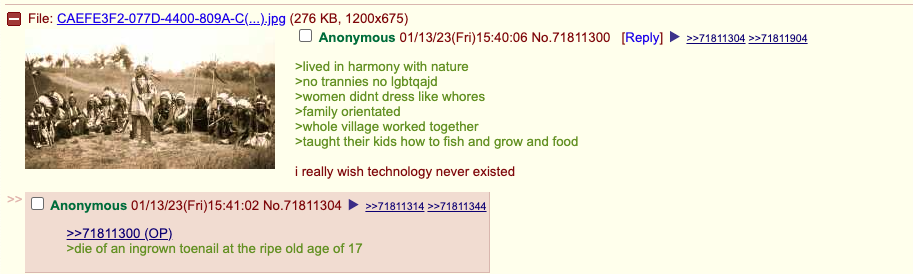 File: CAEFE3F2-077D-4400-809A-C(...).jpg (276 KB, 1200x675)
Anonymous 01/13/23(Fri)15:40:06 No.71811300 [Reply] ▶ >>71811304 >>71811904
>lived in harmony with nature
>no trannies no lgbtqajd
>women didnt dress like whores
>family orientated
>whole village worked together
>taught their kids how to fish and grow and food
i really wish technology never existed
>> Anonymous 01/13/23(Fri)15:41:02 No.71811304 ▶ >>71811314 >>71811344
>>71811300 (OP)
>die of an ingrown toenail at the ripe old age of 17